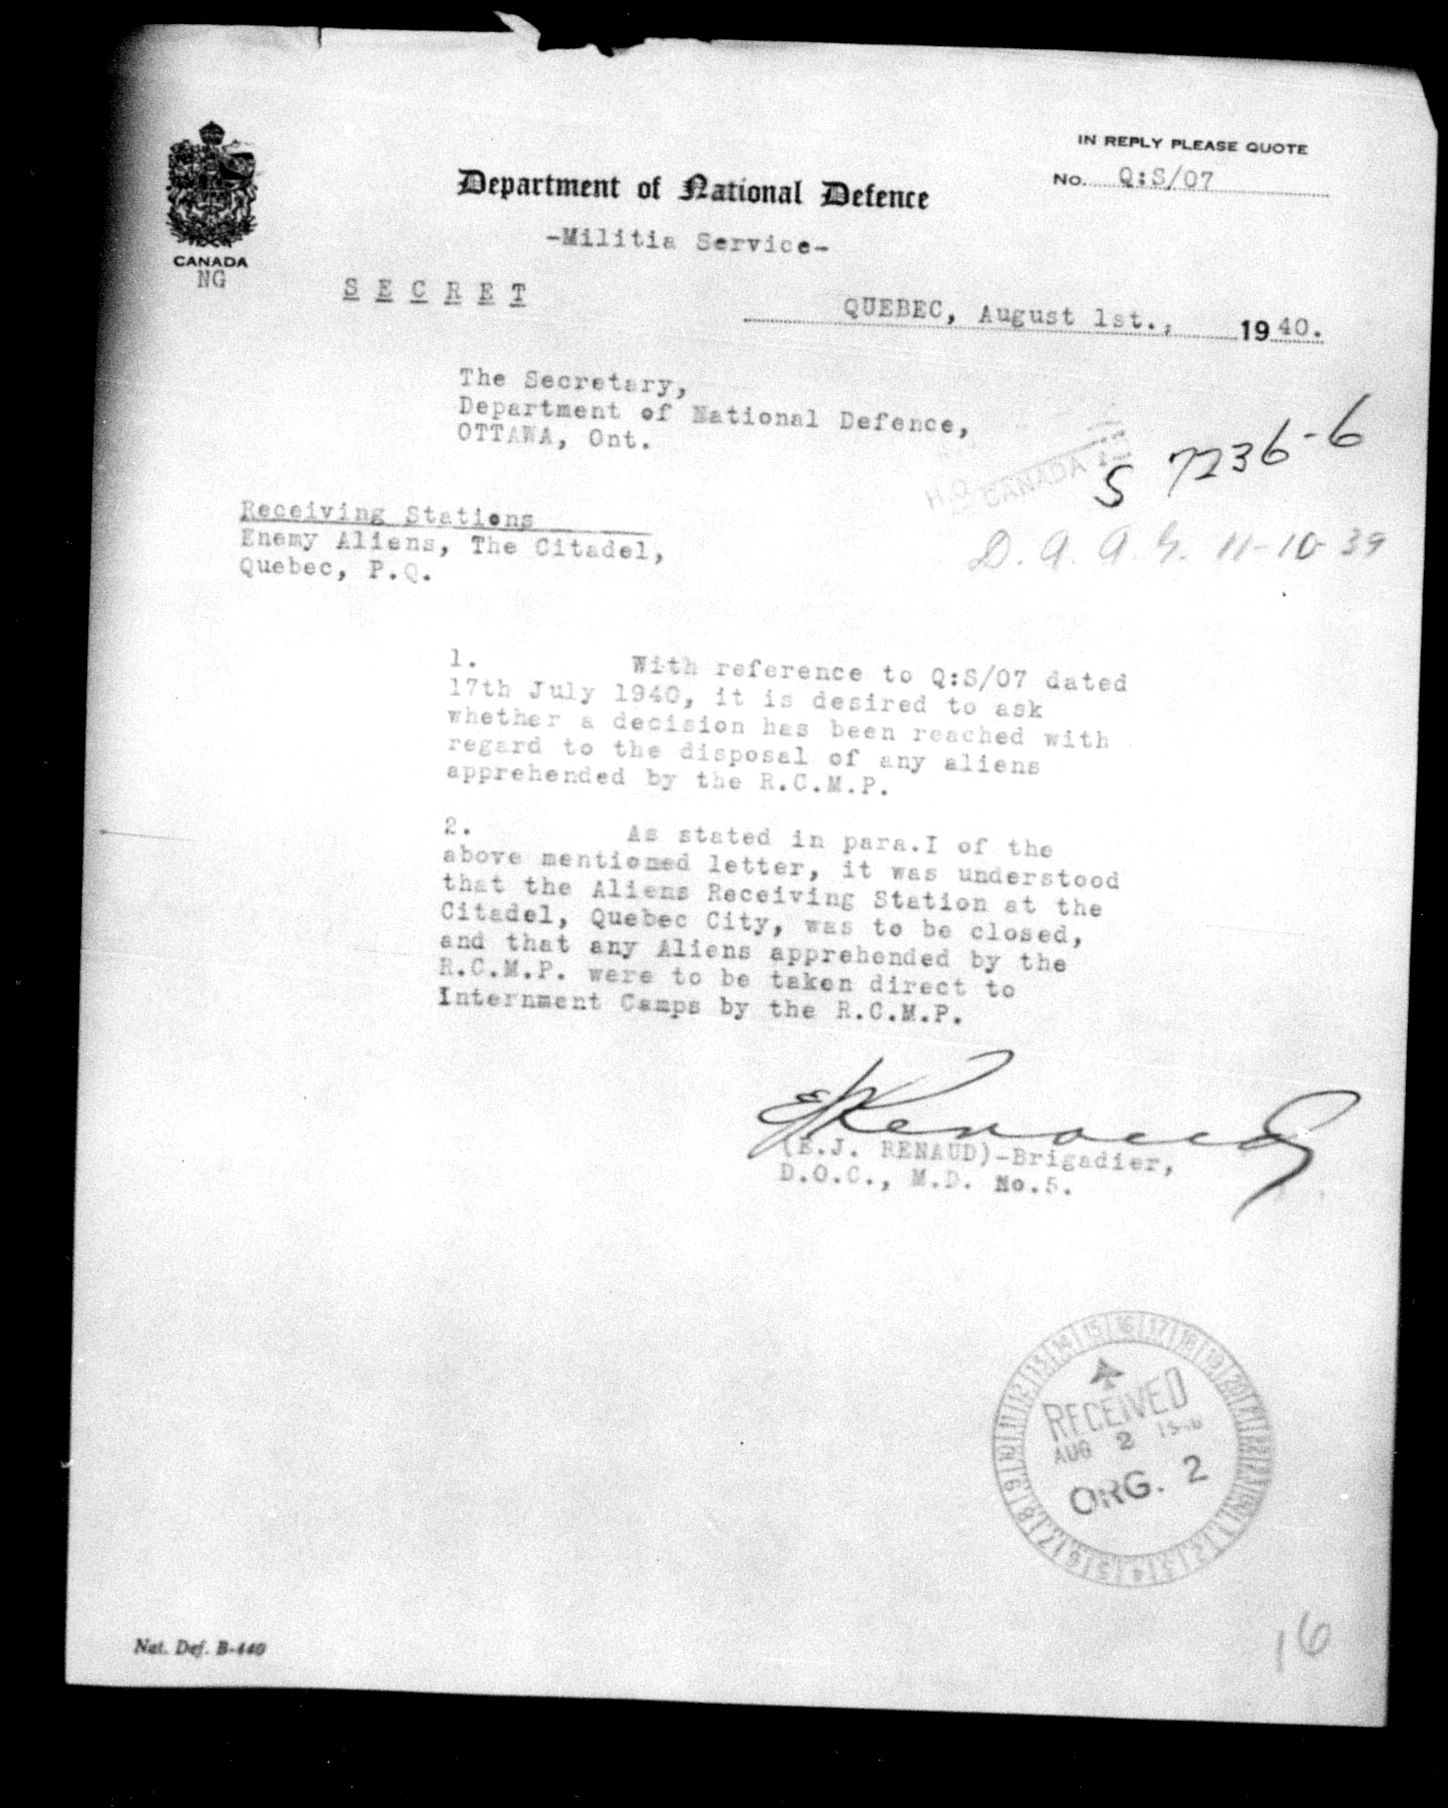 IN REPLY PLEASE QUOTE
No. Q:S/07
Department of National Defence
-Militia Service-
CANADA
NG
S E C R E T
QUEBEC, August 1st., 1940.
The Secretary,
Department of National Defence,
OTTAWA, Ont.
H.Q. CANADA
S 7236-6
D. A. A. G. 11-10-39
Receiving Stations
Enemy Aliens, The Citadel,
Quebec, P.Q.
1. With reference to Q:S/07 dated
17th July 1940, it is desired to ask
whether a decision has been reached with
regard to the disposal of any aliens
apprehended by the R.C.M.P.
2. As stated in para.I of the
above mentioned letter, it was understood
that the Aliens Receiving Station at the
Citadel, Quebec City, was to be closed,
and that any Aliens apprehended by the
R.C.M.P. were to be taken direct to
Internment Camps by the R.C.M.P.
EJRenaud
(E.J. RENAUD)-Brigadier,
D.O.C., M.D. No.5.
RECEIVED
AUG 2
ORG. 2
16
Nat. Def. B-440